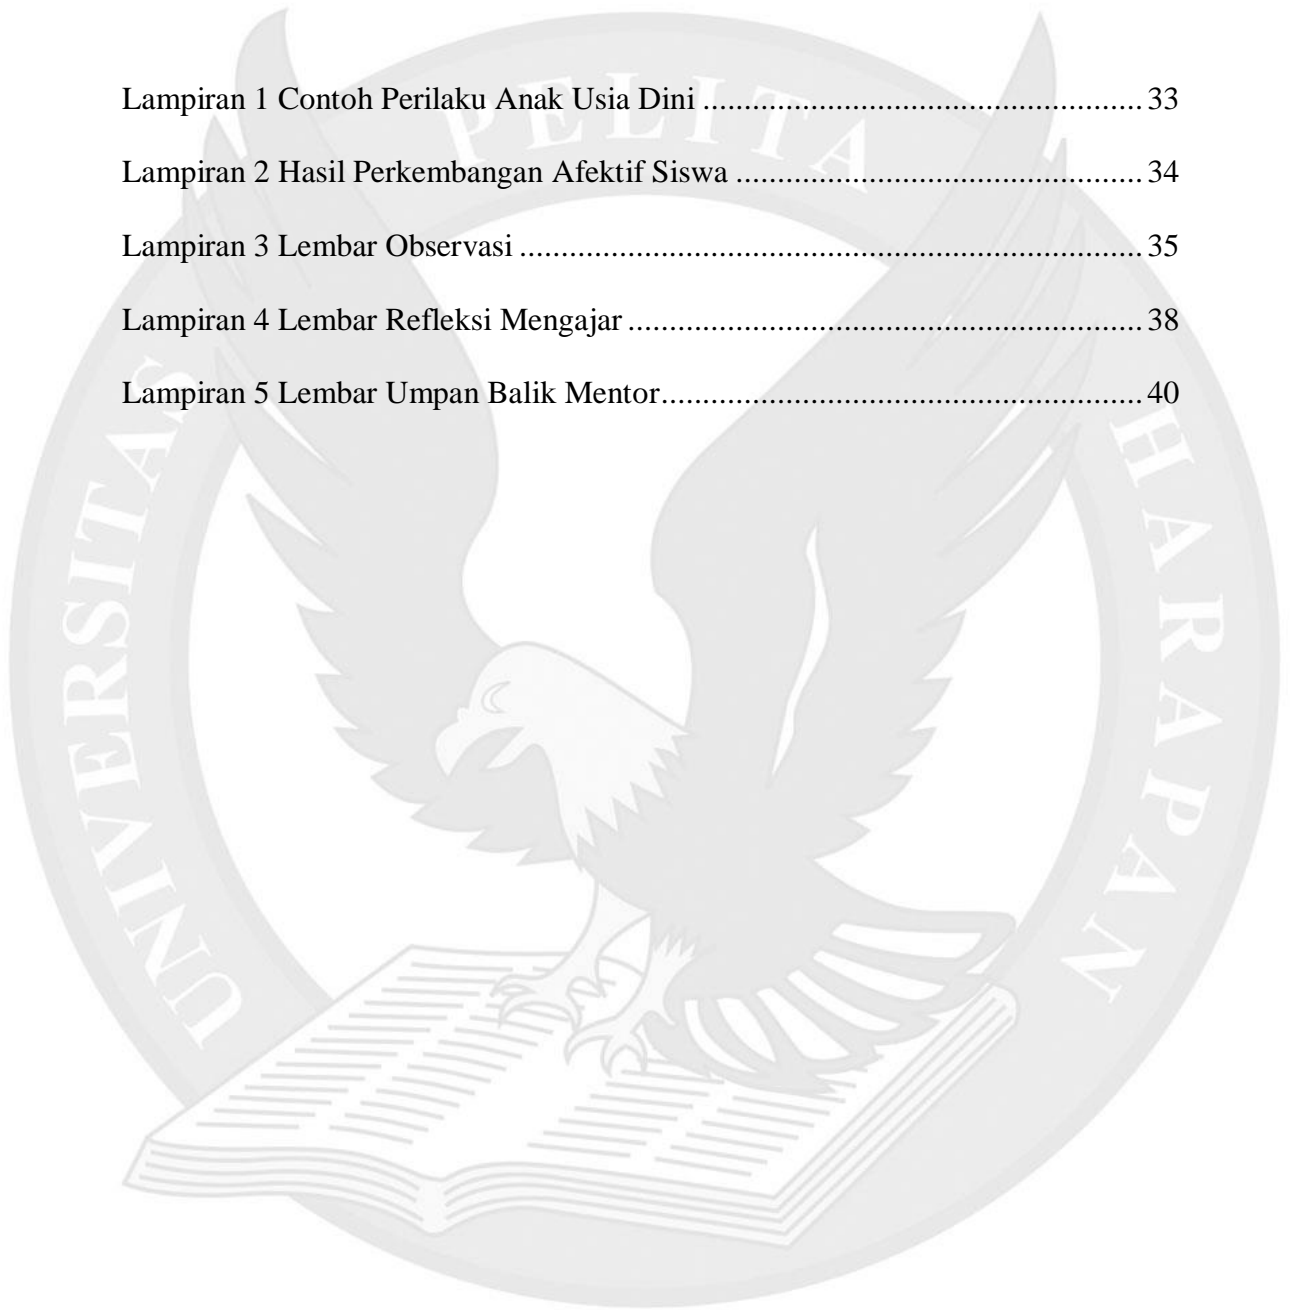 Lampiran 1 Contoh Perilaku Anak Usia Dini ..................................................... 33
Lampiran 2 Hasil Perkembangan Afektif Siswa ................................................. 34
Lampiran 3 Lembar Observasi ........................................................................... 35
Lampiran 4 Lembar Refleksi Mengajar .............................................................. 38
Lampiran 5 Lembar Umpan Balik Mentor.......................................................... 40
UNIVERSITAS PELITA HARAPAN